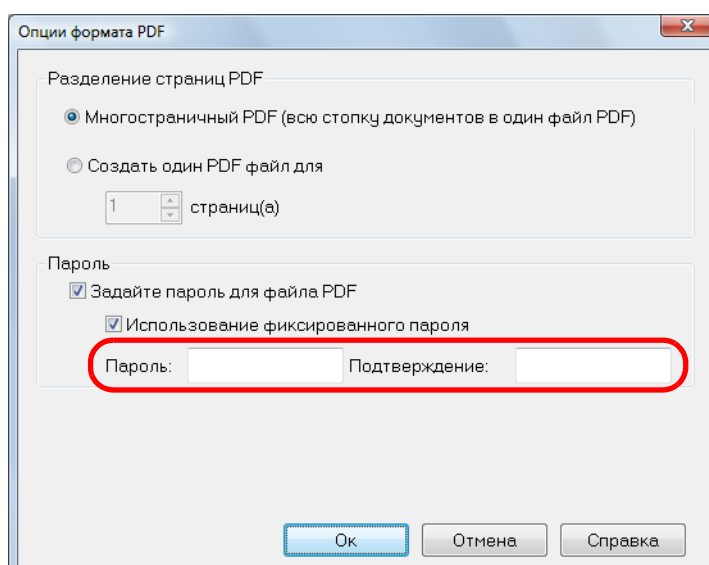 Опции формата PDF
Разделение страниц PDF
Многостраничный PDF (всю стопку документов в один файл PDF)
Создать один PDF файл для
1 страниц(а)
Пароль
Задайте пароль для файла PDF
Использование фиксированного пароля
Пароль: Подтверждение:
Ок Отмена Справка